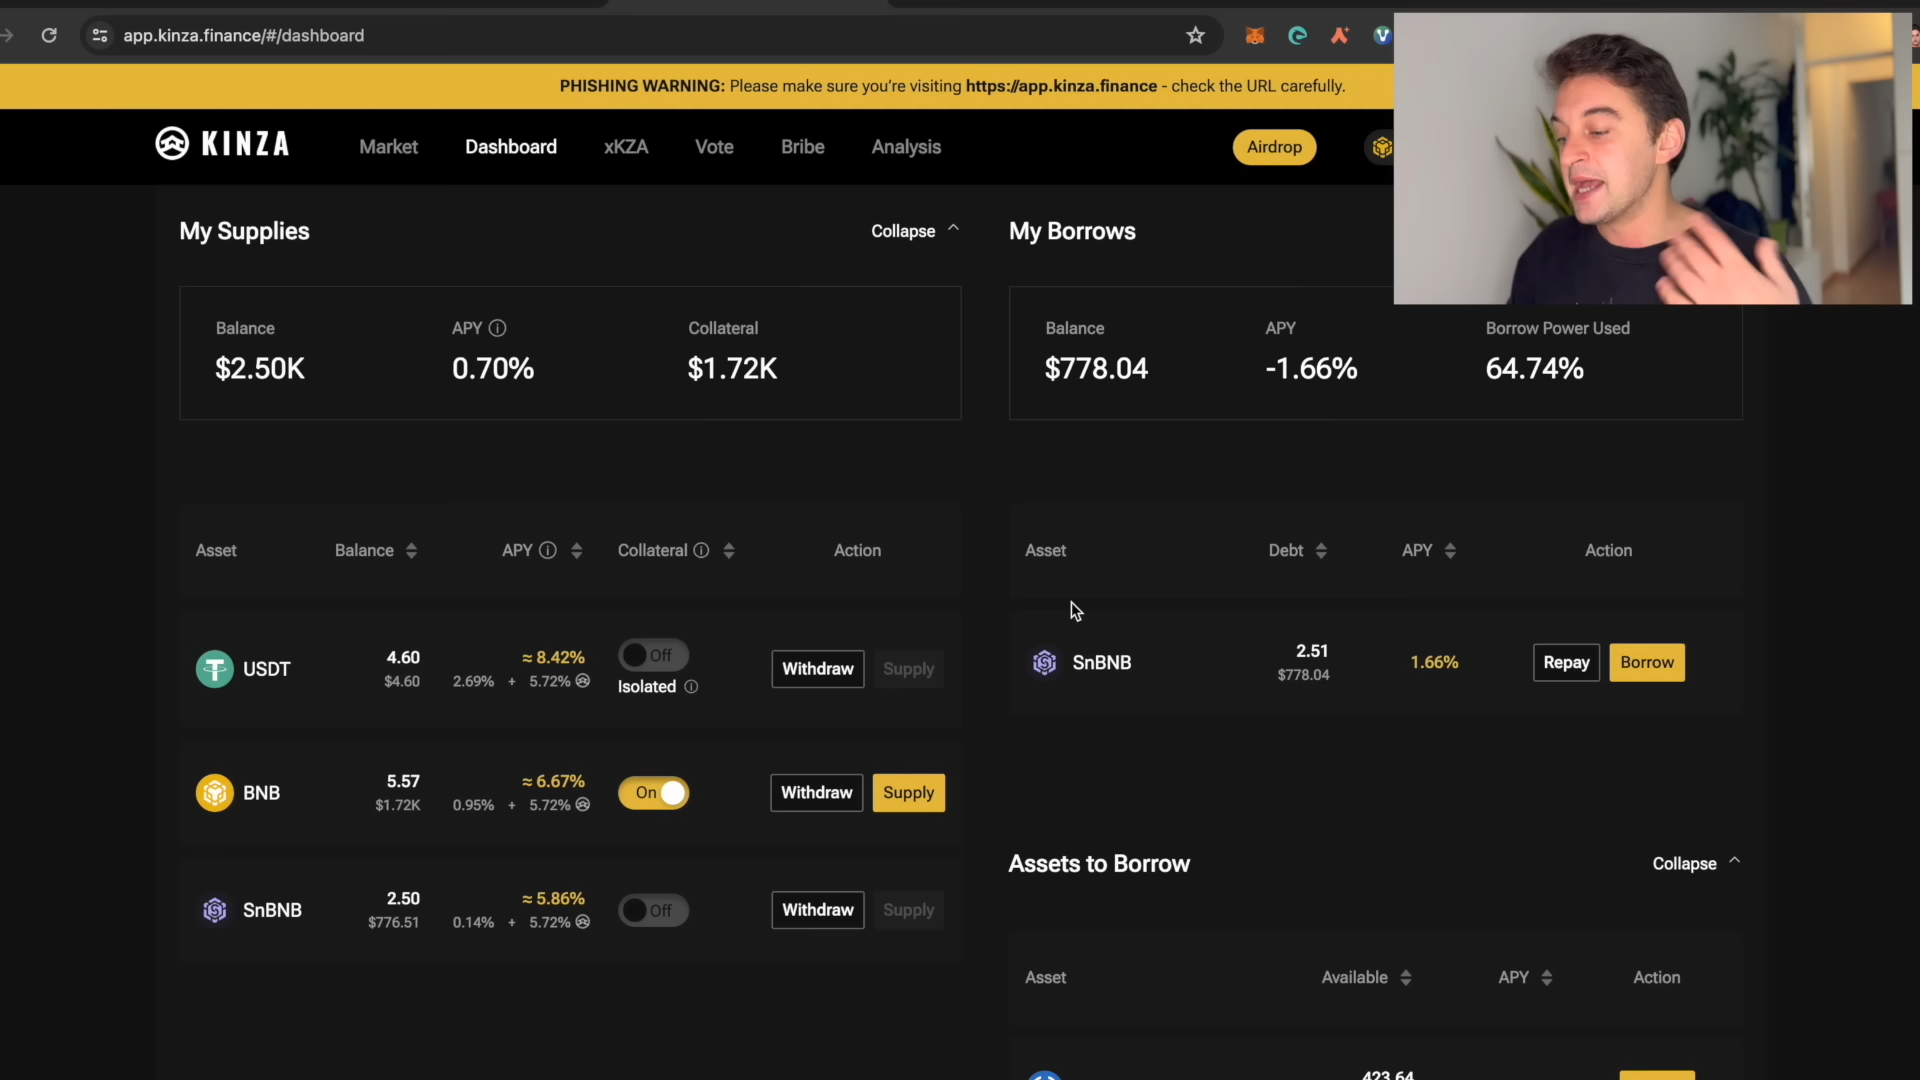 app.kinza.finance/#/dashboard
PHISHING WARNING: Please make sure you're visiting https://app.kinza.finance - check the URL carefully.
KINZA Market Dashboard xKZA Vote Bribe Analysis Airdrop
My Supplies Collapse
Balance APY Collateral
$2.50K 0.70% $1.72K
Asset Balance APY Collateral Action
USDT 4.60 ≈ 8.42% Off Withdraw Supply
$4.60 2.69% + 5.72% Isolated
BNB 5.57 ≈ 6.67% On Withdraw Supply
$1.72K 0.95% + 5.72%
SnBNB 2.50 ≈ 5.86% Off Withdraw Supply
$776.51 0.14% + 5.72%
My Borrows
Balance APY Borrow Power Used
$778.04 -1.66% 64.74%
Asset Debt APY Action
SnBNB 2.51 1.66% Repay Borrow
$778.04
Assets to Borrow Collapse
Asset Available APY Action
423.64